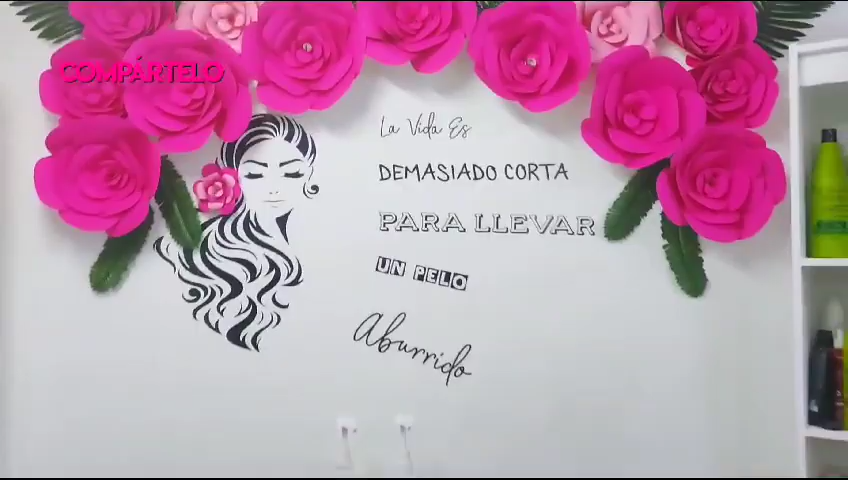 COMPÁRTELO
La Vida Es
DEMASIADO CORTA
PARA LLEVAR
UN PELO
Aburrido